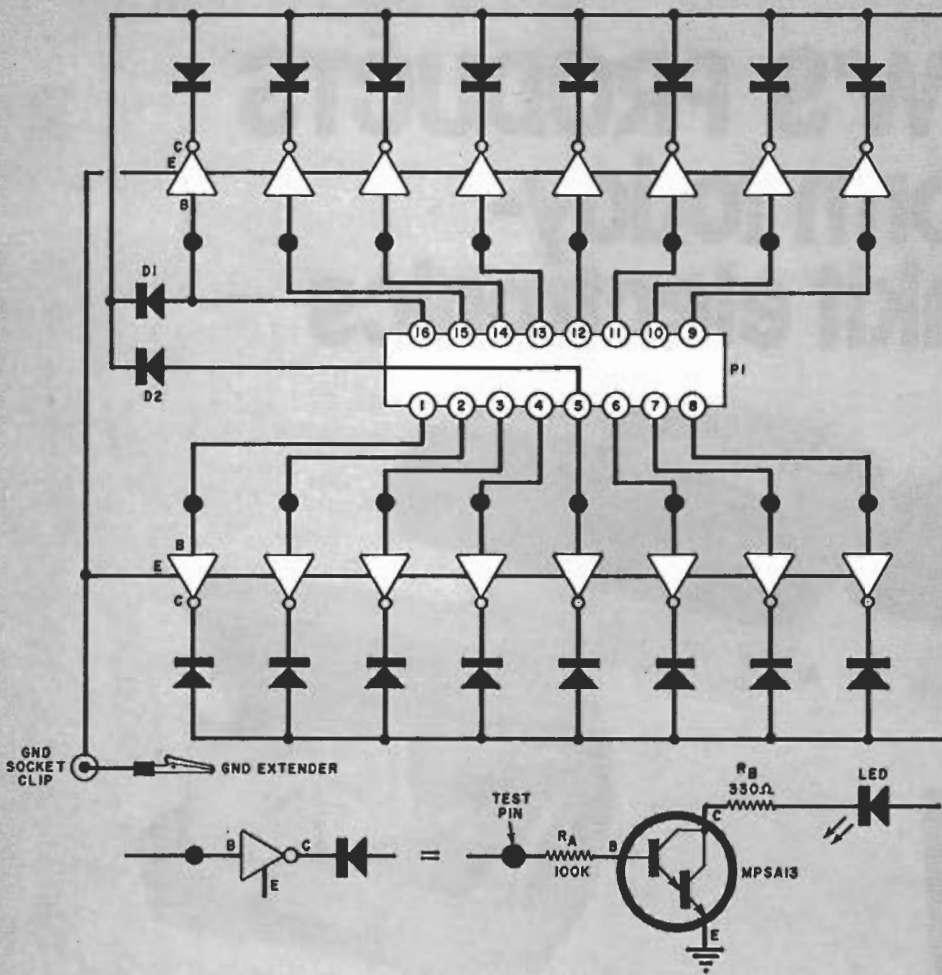 C
E
B
D1
D2
16 15 14 13 12 11 10 9
P1
1 2 3 4 5 6 7 8
B
E
C
GND
SOCKET
CLIP
GND EXTENDER
B
C
E
=
TEST
PIN
RA
100K
B
C
RB
330Ω
LED
MPSA13
E